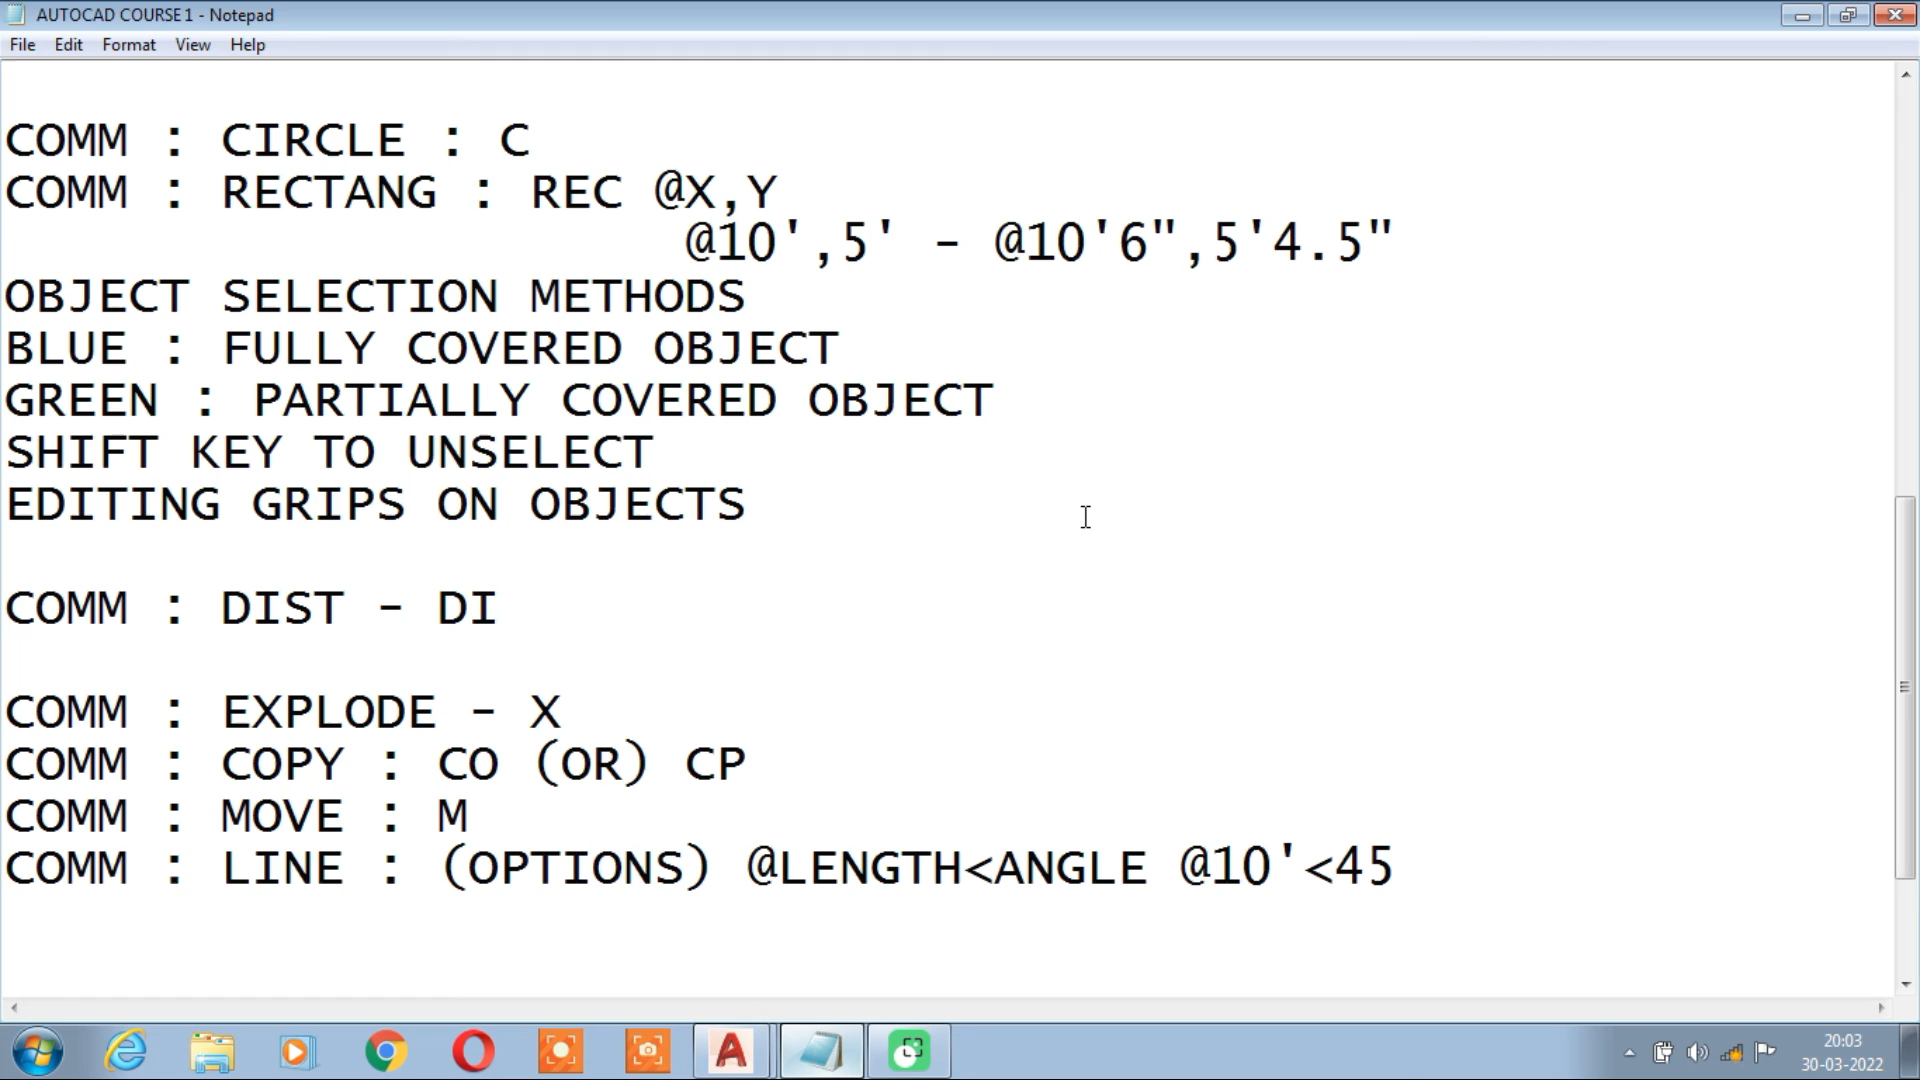 AUTOCAD COURSE 1 - Notepad
File Edit Format View Help
COMM : CIRCLE : C
COMM : RECTANG : REC @X,Y
@10',5' - @10'6",5'4.5"
OBJECT SELECTION METHODS
BLUE : FULLY COVERED OBJECT
GREEN : PARTIALLY COVERED OBJECT
SHIFT KEY TO UNSELECT
EDITING GRIPS ON OBJECTS
COMM : DIST - DI
COMM : EXPLODE - X
COMM : COPY : CO (OR) CP
COMM : MOVE : M
COMM : LINE : (OPTIONS) @LENGTH<ANGLE @10'<45
20:03
30-03-2022